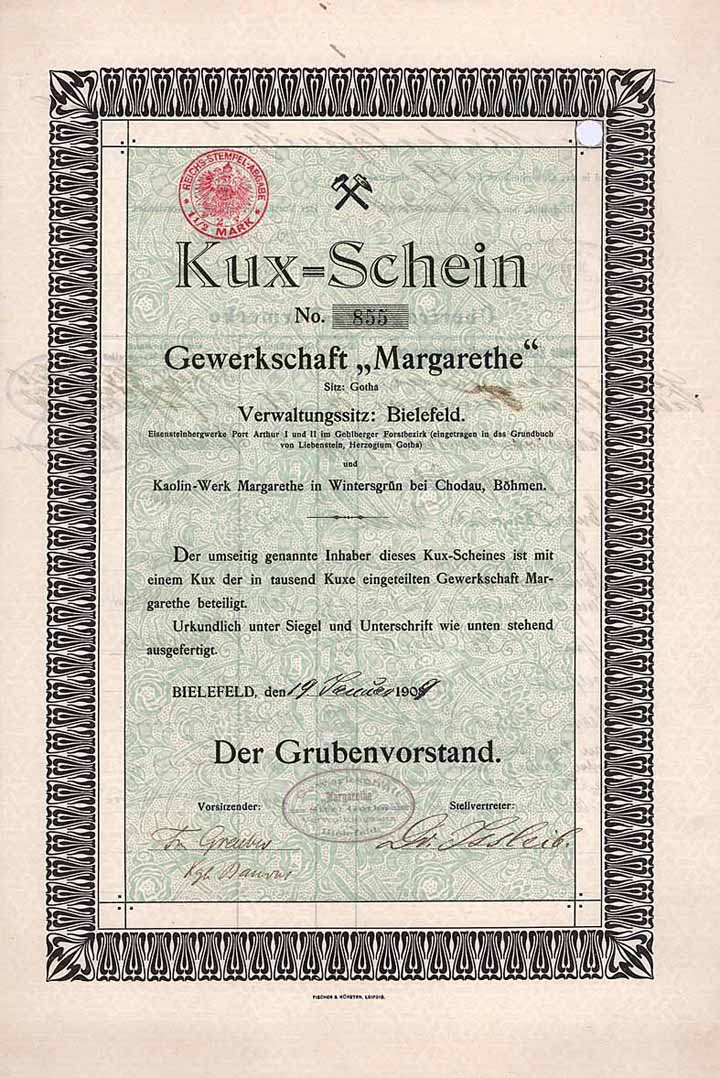 REICHS-STEMPEL-ABGABE
1 1/2 MARK
Kux=Schein
No. 855
Gewerkschaft „Margarethe“
Sitz: Gotha
Verwaltungssitz: Bielefeld.
Eisensteinbergwerke Port Arthur I und II im Gehlberger Forstbezirk (eingetragen in das Grundbuch
von Liebenstein, Herzogtum Gotha)
und
Kaolin-Werk Margarethe in Wintersgrün bei Chodau, Böhmen.
Der umseitig genannte Inhaber dieses Kux-Scheines ist mit
einem Kux der in tausend Kuxe eingeteilten Gewerkschaft Mar-
garethe beteiligt.
Urkundlich unter Siegel und Unterschrift wie unten stehend
ausgefertigt.
BIELEFELD, den 19 Januar 1909
Der Grubenvorstand.
Vorsitzender:
Stellvertreter:
"Margarethe"
Bielefeld.
Dr. Issleib.